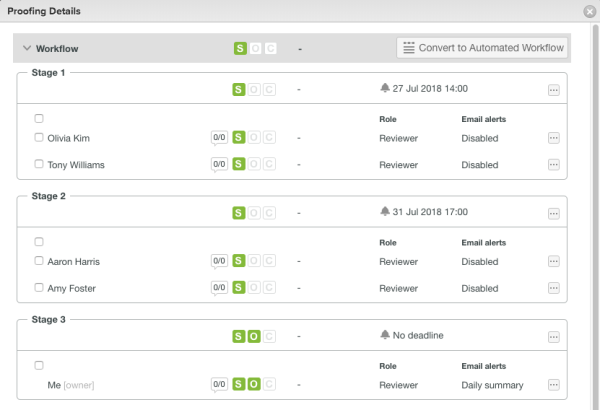 Proofing Details
Workflow S O C - Convert to Automated Workflow
Stage 1
S O C - 27 Jul 2018 14:00
Role Email alerts
Olivia Kim 0/0 S O C - Reviewer Disabled
Tony Williams 0/0 S O C - Reviewer Disabled
Stage 2
S O C - 31 Jul 2018 17:00
Role Email alerts
Aaron Harris 0/0 S O C - Reviewer Disabled
Amy Foster 0/0 S O C - Reviewer Disabled
Stage 3
S O C - No deadline
Role Email alerts
Me [owner] 0/0 S O C - Reviewer Daily summary